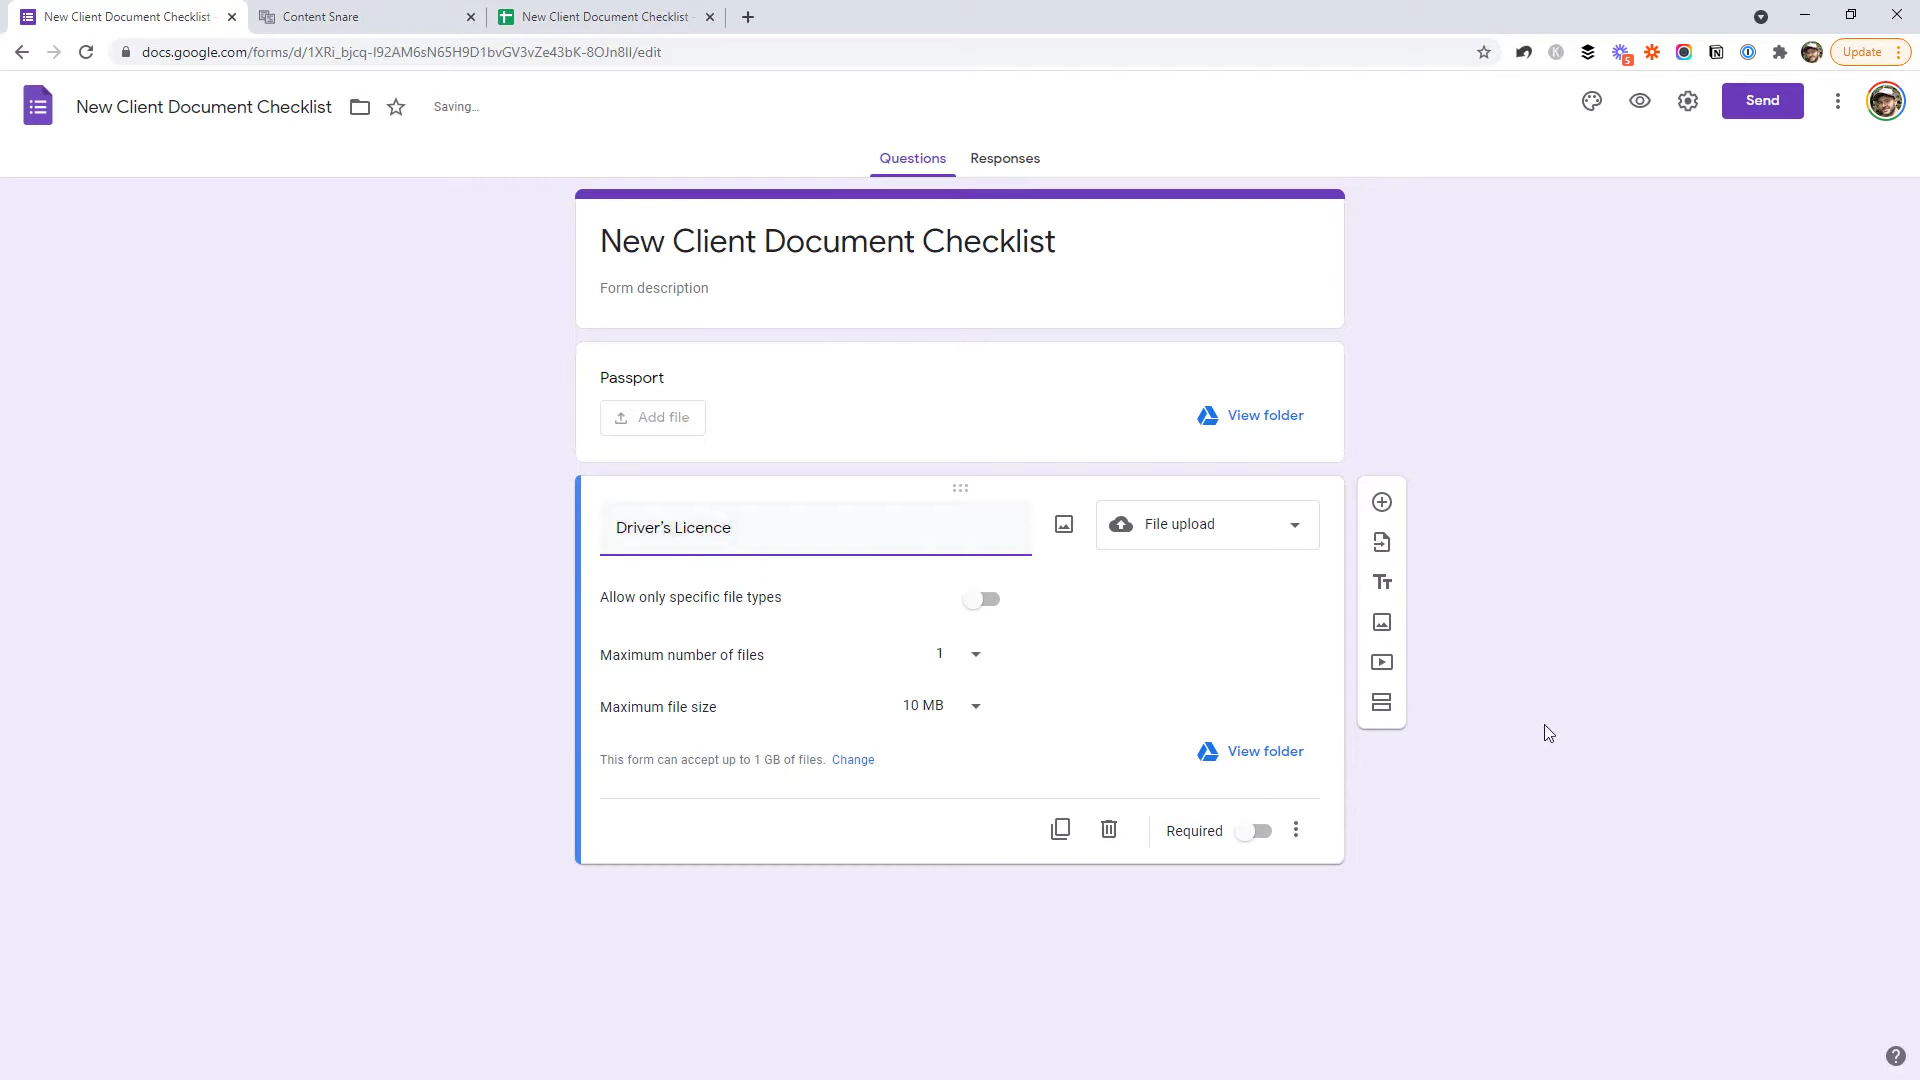 New Client Document Checklist -
Content Snare
New Client Document Checklist -
docs.google.com/forms/d/1XRi_bjcq-I92AM6sN65H9D1bvGV3vZe43bK-8OJn8II/edit
5
Update
New Client Document Checklist
Saving...
Send
Questions
Responses
New Client Document Checklist
Form description
Passport
Add file
View folder
Driver’s Licence
File upload
Allow only specific file types
Maximum number of files
1
Maximum file size
10 MB
This form can accept up to 1 GB of files. Change
View folder
Required